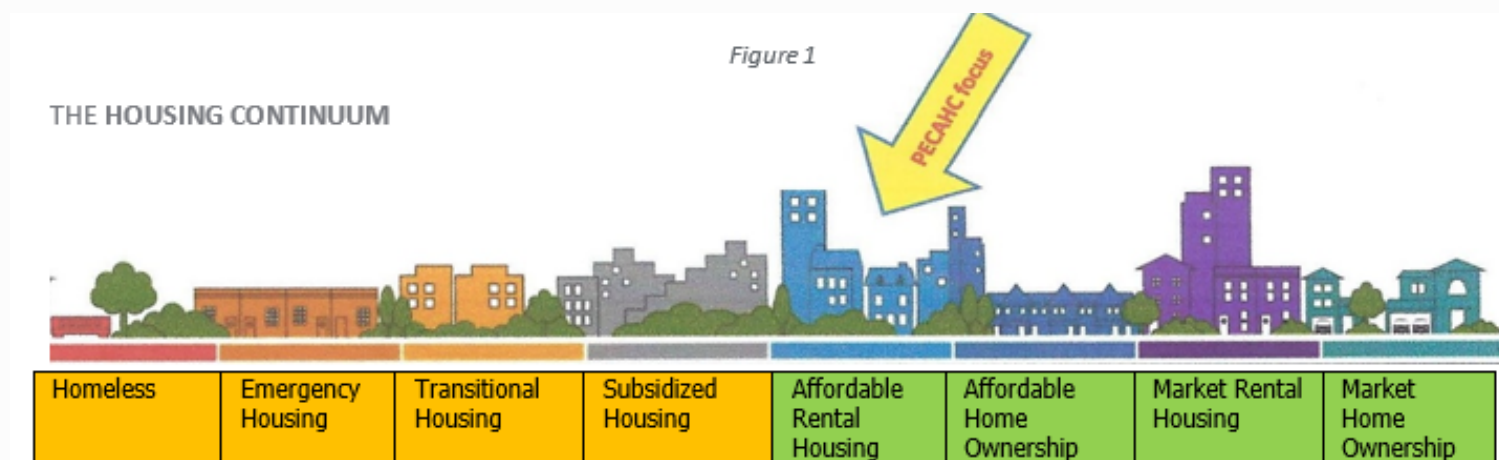 Figure 1
PECAHC focus
THE HOUSING CONTINUUM
Homeless
Emergency
Housing
Transitional
Housing
Subsidized
Housing
Affordable
Rental
Housing
Affordable
Home
Ownership
Market Rental
Housing
Market
Home
Ownership